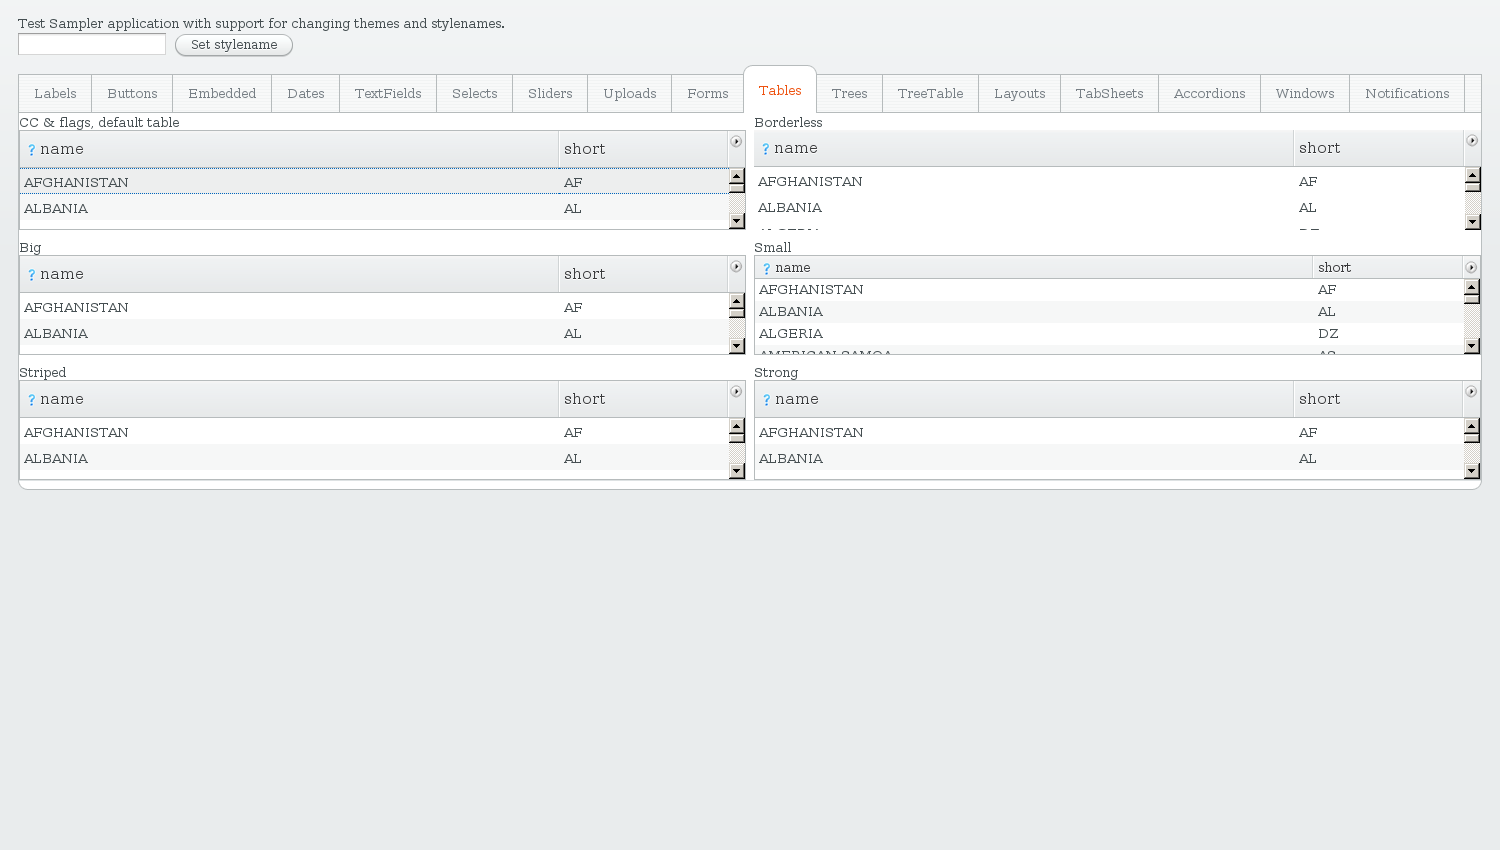 Test Sampler application with support for changing themes and stylenames.
Set stylename
Labels Buttons Embedded Dates TextFields Selects Sliders Uploads Forms Tables Trees TreeTable Layouts TabSheets Accordions Windows Notifications
CC & flags, default table
? name short
AFGHANISTAN AF
ALBANIA AL
Borderless
? name short
AFGHANISTAN AF
ALBANIA AL
Big
? name short
AFGHANISTAN AF
ALBANIA AL
Small
? name short
AFGHANISTAN AF
ALBANIA AL
ALGERIA DZ
AMERICAN SAMOA AS
Striped
? name short
AFGHANISTAN AF
ALBANIA AL
Strong
? name short
AFGHANISTAN AF
ALBANIA AL